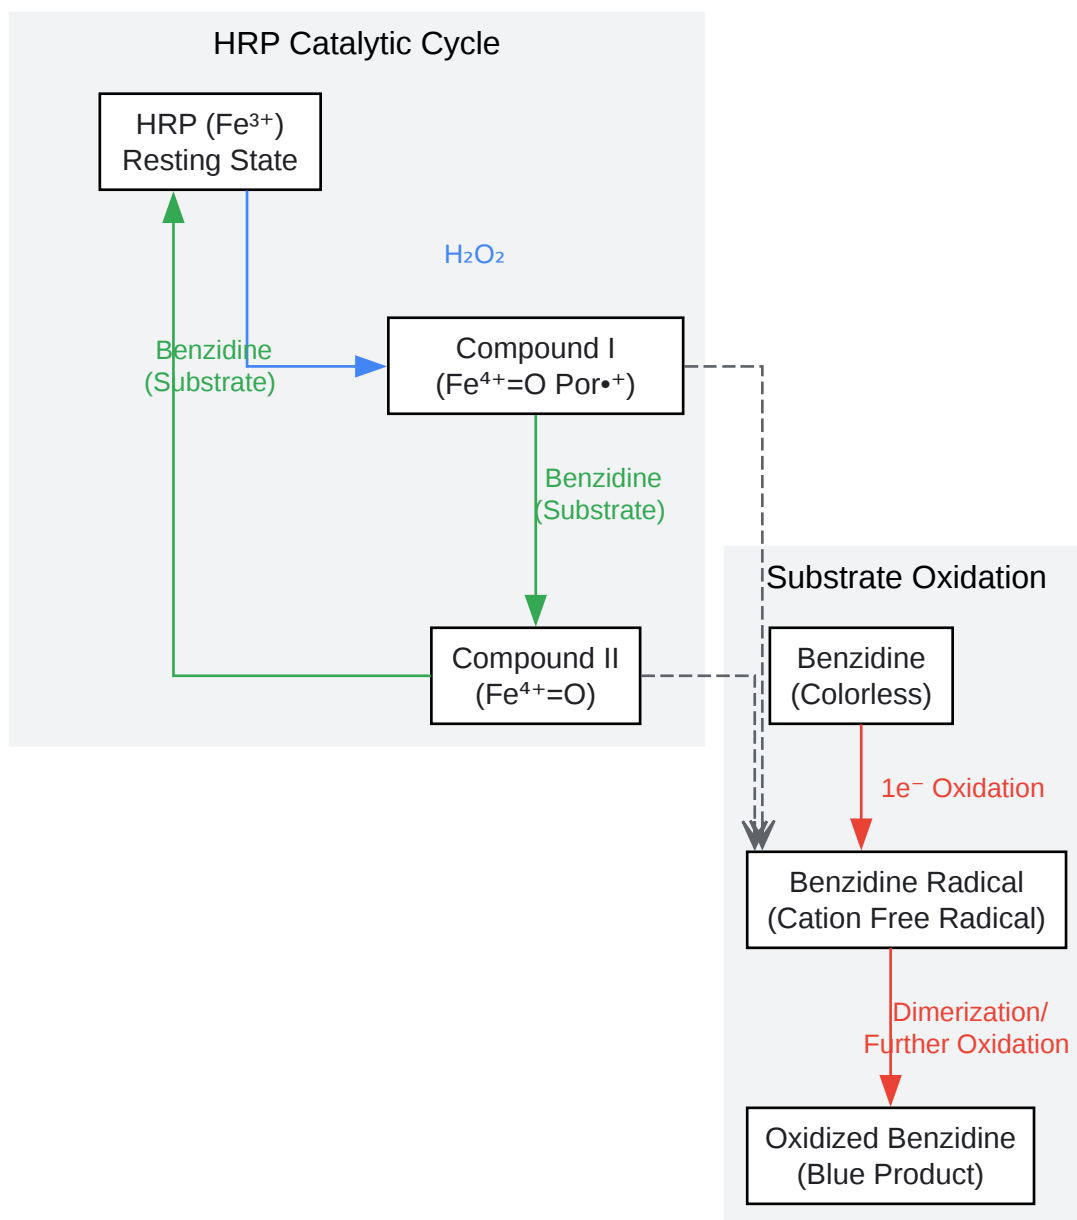 HRP Catalytic Cycle
HRP (Fe³⁺)
Resting State
H₂O₂
Benzidine
(Substrate)
Compound I
(Fe⁴⁺=O Por•⁺)
Benzidine
(Substrate)
Compound II
(Fe⁴⁺=O)
Substrate Oxidation
Benzidine
(Colorless)
1e⁻ Oxidation
Benzidine Radical
(Cation Free Radical)
Dimerization/
Further Oxidation
Oxidized Benzidine
(Blue Product)